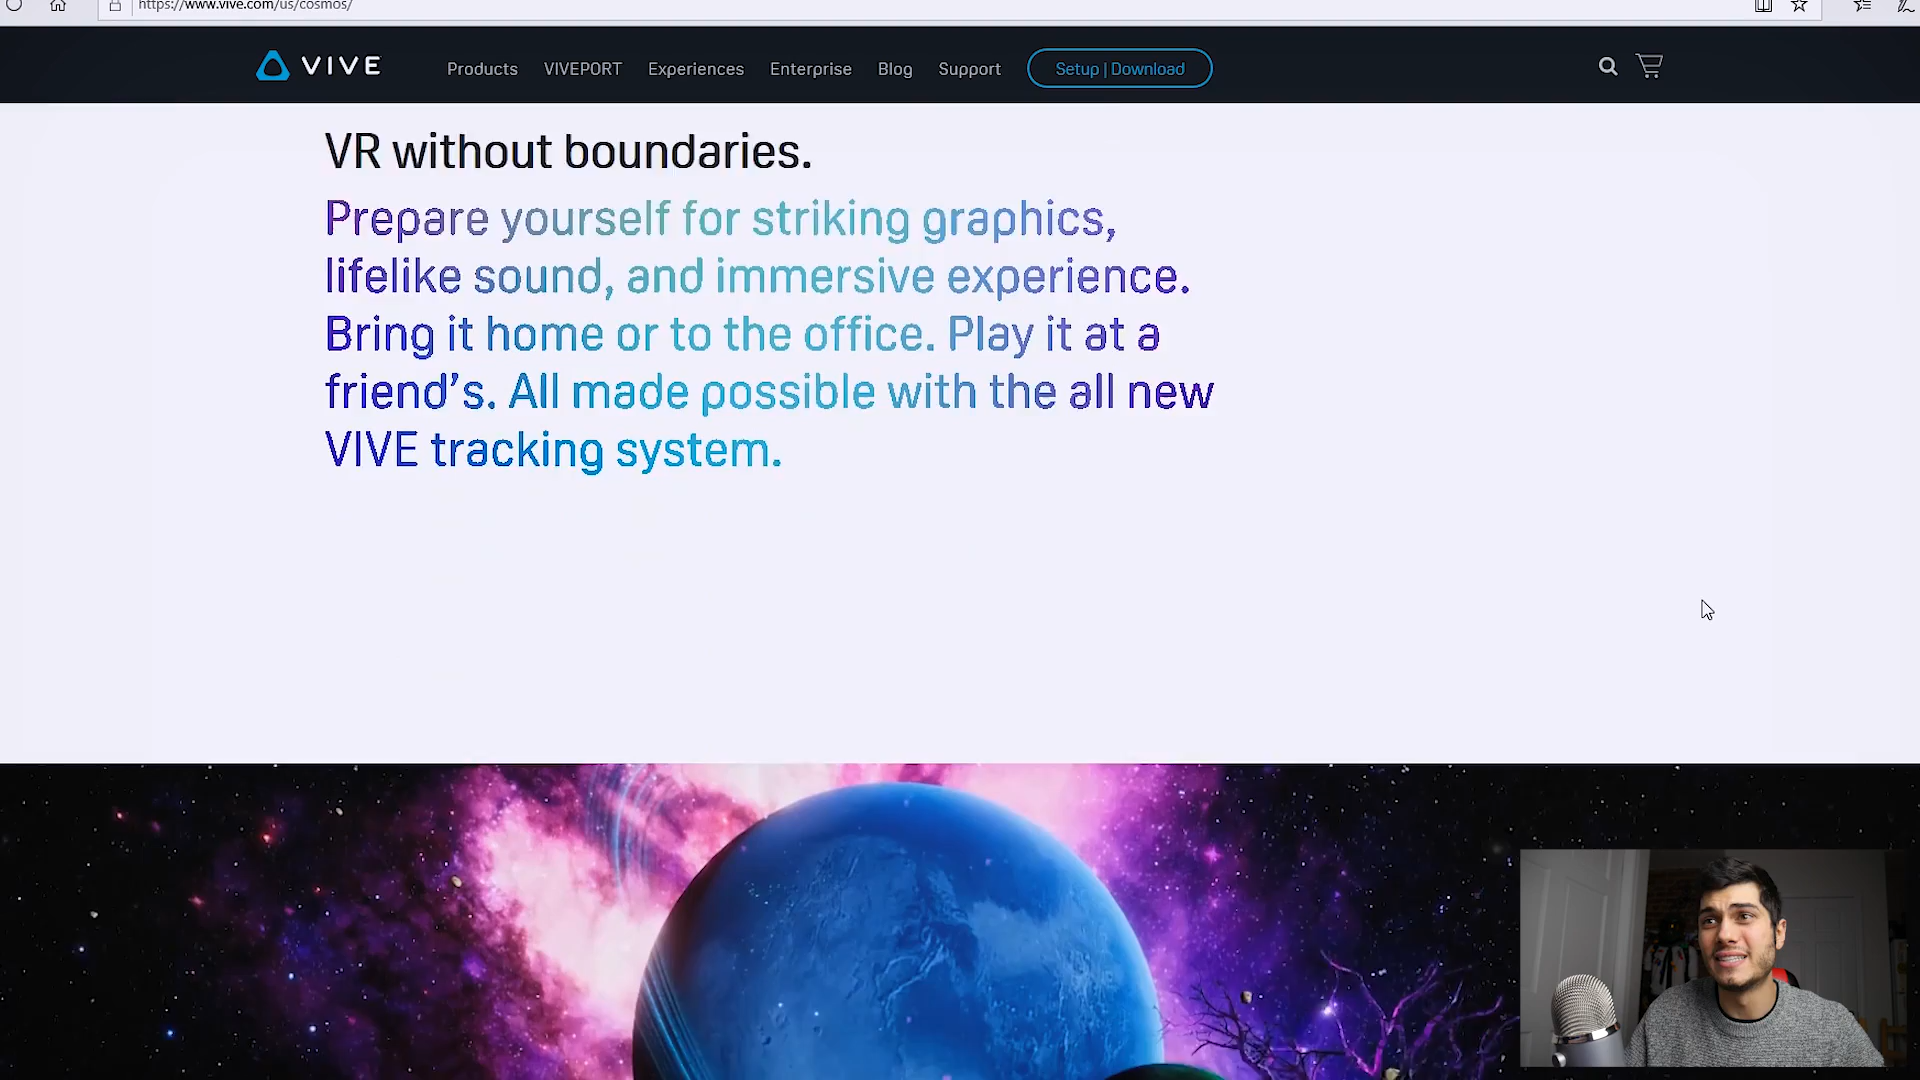 https://www.vive.com/us/cosmos/
VIVE
Products VIVEPORT Experiences Enterprise Blog Support Setup | Download
VR without boundaries.
Prepare yourself for striking graphics,
lifelike sound, and immersive experience.
Bring it home or to the office. Play it at a
friend’s. All made possible with the all new
VIVE tracking system.